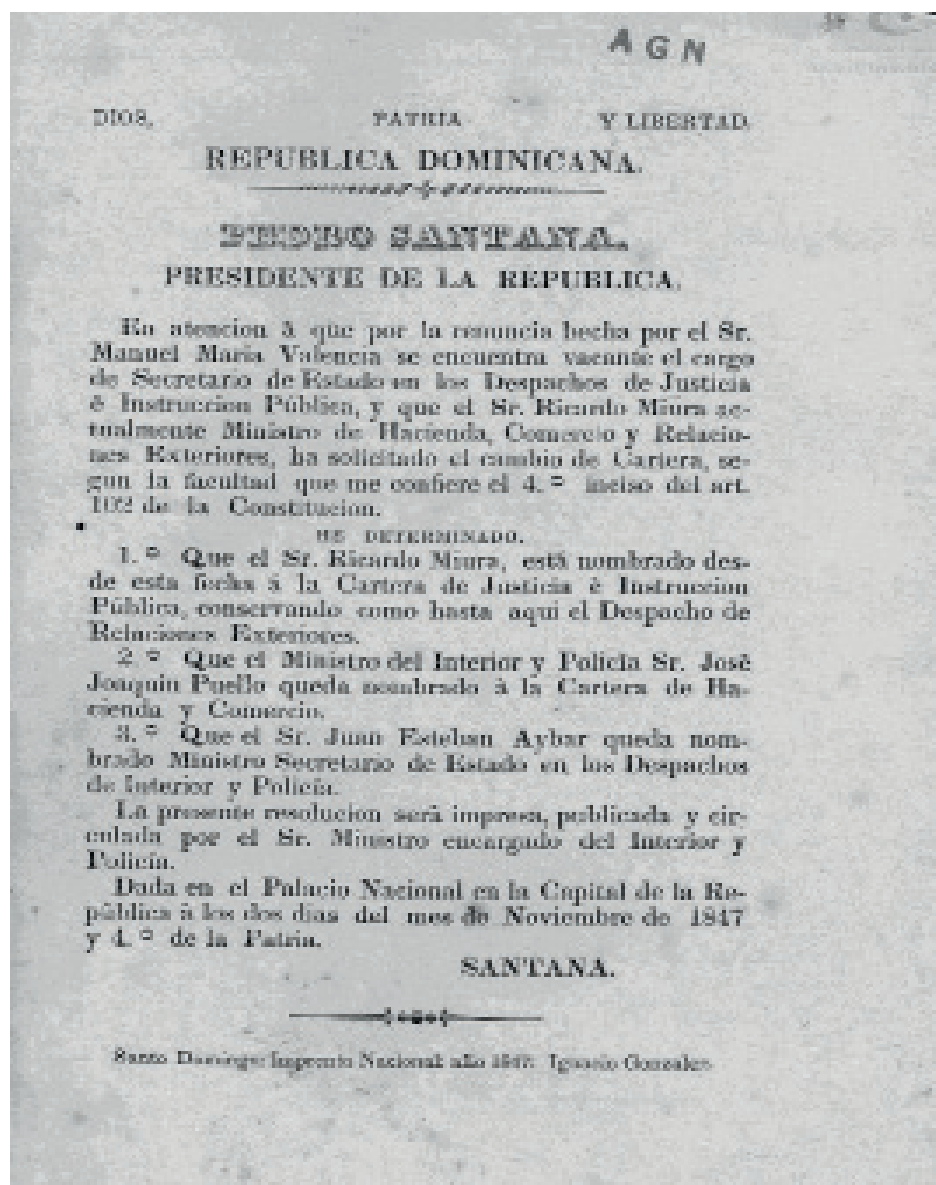 AGN
DIOS, PATRIA Y LIBERTAD.
REPUBLICA DOMINICANA.
PEDRO SANTANA.
PRESIDENTE DE LA REPUBLICA.
En atencion à que por la renuncia hecha por el Sr.
Manuel Maria Valencia se encuentra vacante el cargo
de Secretario de Estado en los Despachos de Justicia
è Instruccion Pública, y que el Sr. Ricardo Miura ac-
tualmente Ministro de Hacienda, Comercio y Relacio-
nes Exteriores, ha solicitado el cambio de Cartera, se-
gun la facultad que me confiere el 4.º inciso del art.
102 de la Constitucion.
HE DETERMINADO.
1.º Que el Sr. Ricardo Miura, està nombrado des-
de esta fecha à la Cartera de Justicia è Instruccion
Pública, conservando como hasta aqui el Despacho de
Relaciones Exteriores.
2.º Que el Ministro del Interior y Policía Sr. Josè
Joaquin Puello queda nombrado à la Cartera de Ha-
cienda y Comercio.
3.º Que el Sr. Juan Esteban Aybar queda nom-
brado Ministro Secretario de Estado en los Despachos
de Interior y Policía.
La presente resolucion serà impresa, publicada y cir-
culada por el Sr. Ministro encargado del Interior y
Policía.
Dada en el Palacio Nacional en la Capital de la Re-
pública à los dos dias del mes de Noviembre de 1847
y 4.º de la Patria.
SANTANA.
Santo Domingo: Imprenta Nacional: año 1847: Ignacio Gonzalez